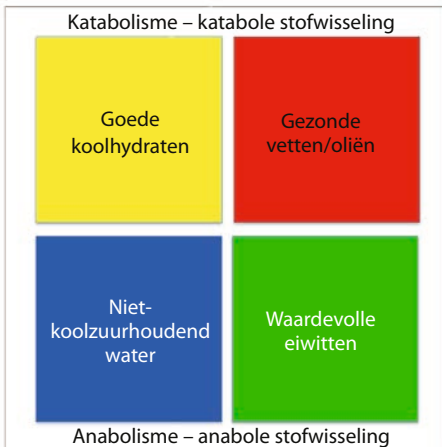 Katabolisme – katabole stofwisseling
Goede
koolhydraten
Gezonde
vetten/oliën
Niet-
koolzuurhoudend
water
Waardevolle
eiwitten
Anabolisme – anabole stofwisseling